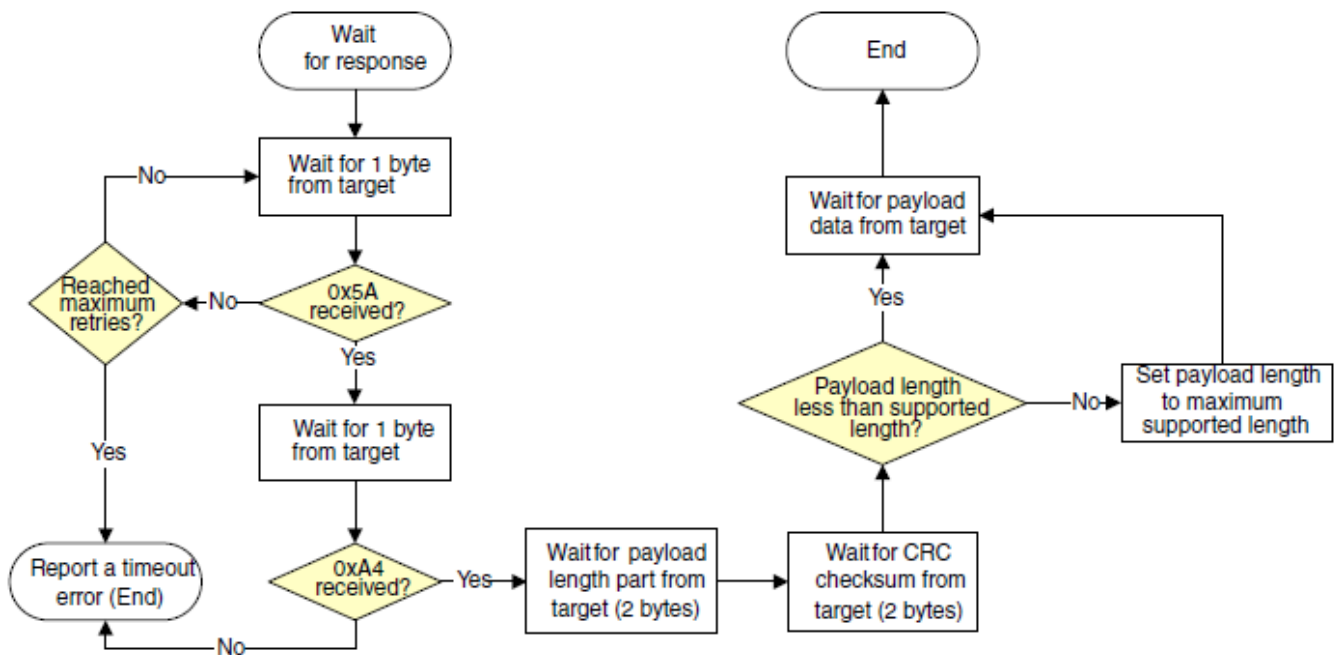 Wait
for response
Wait for 1 byte
from target
No
Reached
maximum
retries?
No
0x5A
received?
Yes
Yes
Wait for 1 byte
from target
Report a timeout
error (End)
0xA4
received?
No
Yes
Wait for payload
length part from
target (2 bytes)
Wait for CRC
checksum from
target (2 bytes)
Payload length
less than supported
length?
No
Set payload length
to maximum
supported length
Yes
Wait for payload
data from target
End